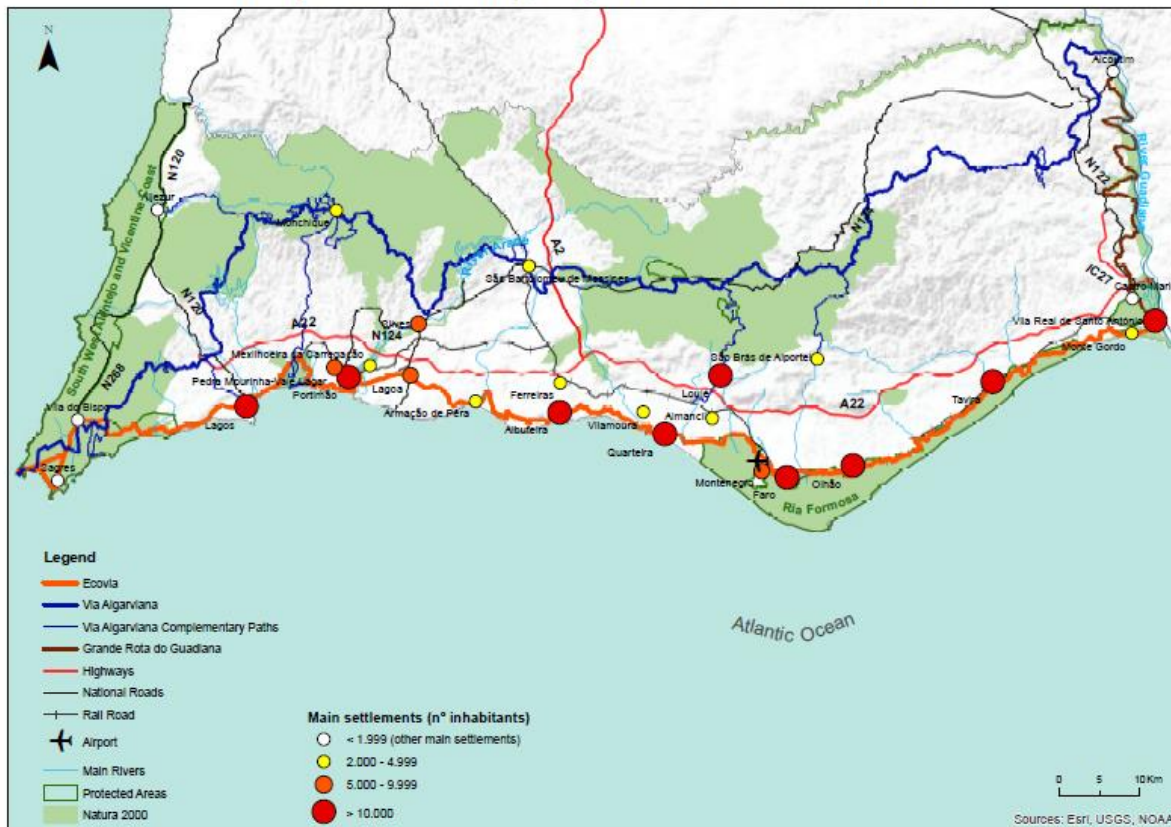 N
Alcoutim
River Guadiana
N122
IC27
N120
Aljezur
South West Alentejo and Vicentine Coast
Monchique
River Arade
A2
São Bartolomeu de Messines
N124
Castro Marim
Vila Real de Santo António
Monte Gordo
N120
A22
Silves
N124
Mexilhoeira da Carregação
São Brás de Alportel
N268
Pedra Mourinha-Vale Lagar
Portimão
Lagoa
Ferreiras
Loulé
Tavira
A22
Vila do Bispo
Lagos
Armação de Pêra
Albufeira
Vilamoura
Almancil
Quarteira
Sagres
Montenegro
Faro
Olhão
Ria Formosa
Atlantic Ocean
Legend
Ecovia
Via Algarviana
Via Algarviana Complementary Paths
Grande Rota do Guadiana
Highways
National Roads
Rail Road
Airport
Main Rivers
Protected Areas
Natura 2000
Main settlements (nº inhabitants)
< 1.999 (other main settlements)
2.000 - 4.999
5.000 - 9.999
> 10.000
0 5 10 Km
Sources: Esri, USGS, NOAA